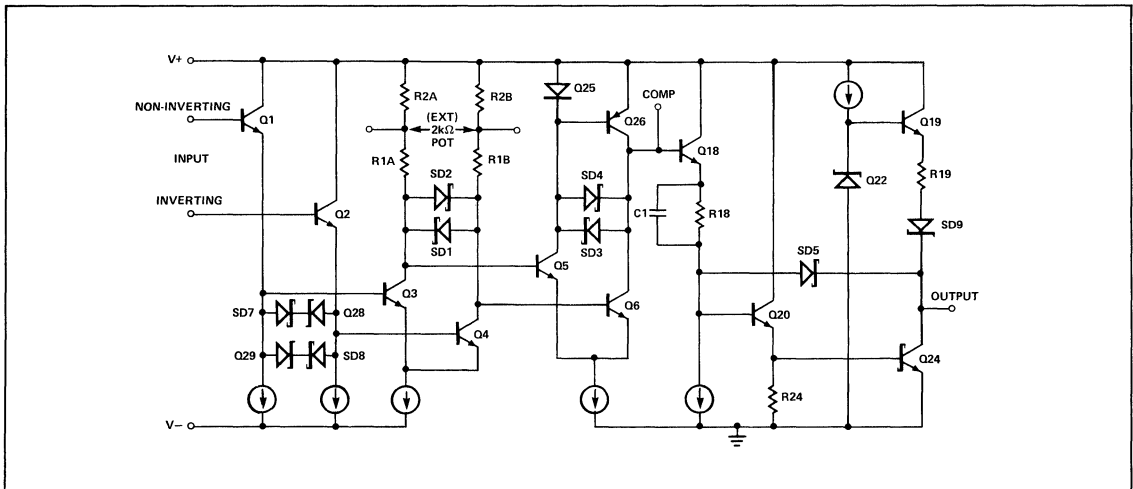 V+
NON-INVERTING
INPUT
INVERTING
V−
Q1
Q2
SD7
Q28
Q29
SD8
R2A
R2B
(EXT)
2kΩ
POT
R1A
R1B
SD2
SD1
Q3
Q4
Q25
Q26
COMP
SD4
SD3
Q5
Q6
Q18
C1
R18
SD5
Q20
R24
Q22
Q19
R19
SD9
OUTPUT
Q24